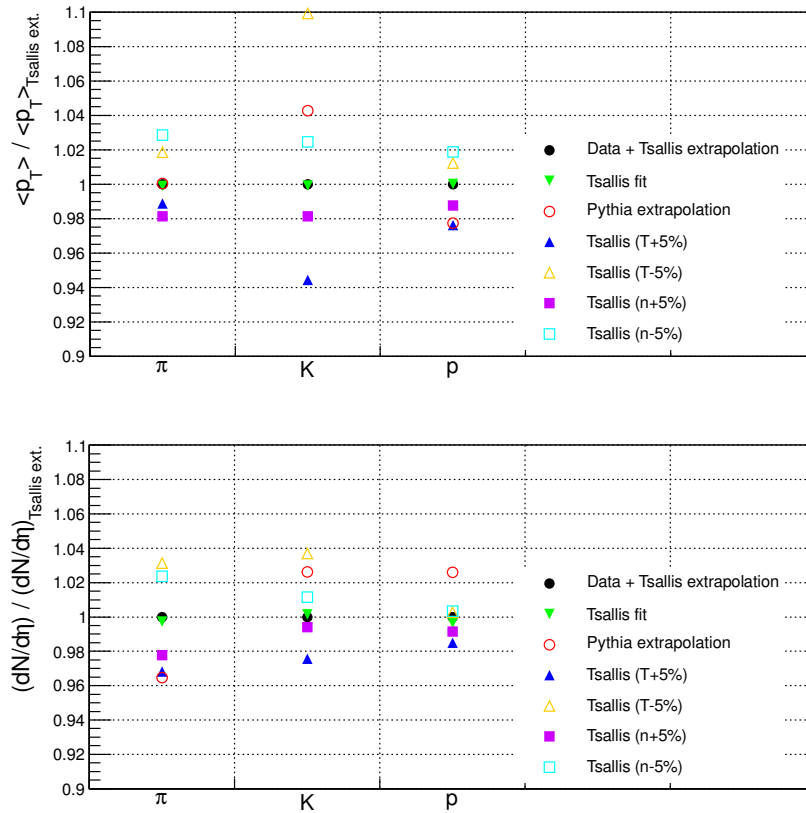 <p_T> / <p_T>_Tsallis ext.
1.1
1.08
1.06
1.04
1.02
1
0.98
0.96
0.94
0.92
0.9
π K p
Data + Tsallis extrapolation
Tsallis fit
Pythia extrapolation
Tsallis (T+5%)
Tsallis (T-5%)
Tsallis (n+5%)
Tsallis (n-5%)
(dN/dη) / (dN/dη)_Tsallis ext.
1.1
1.08
1.06
1.04
1.02
1
0.98
0.96
0.94
0.92
0.9
π K p
Data + Tsallis extrapolation
Tsallis fit
Pythia extrapolation
Tsallis (T+5%)
Tsallis (T-5%)
Tsallis (n+5%)
Tsallis (n-5%)